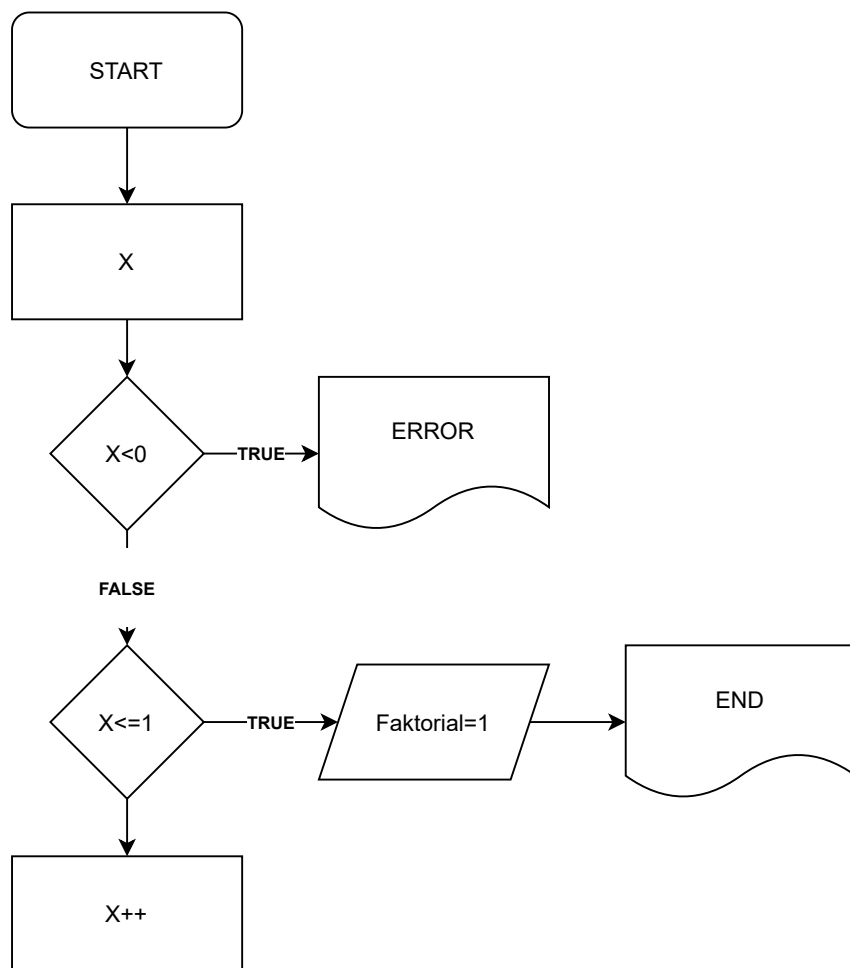 START
X
X<0
TRUE
ERROR
FALSE
X<=1
TRUE
Faktorial=1
END
X++